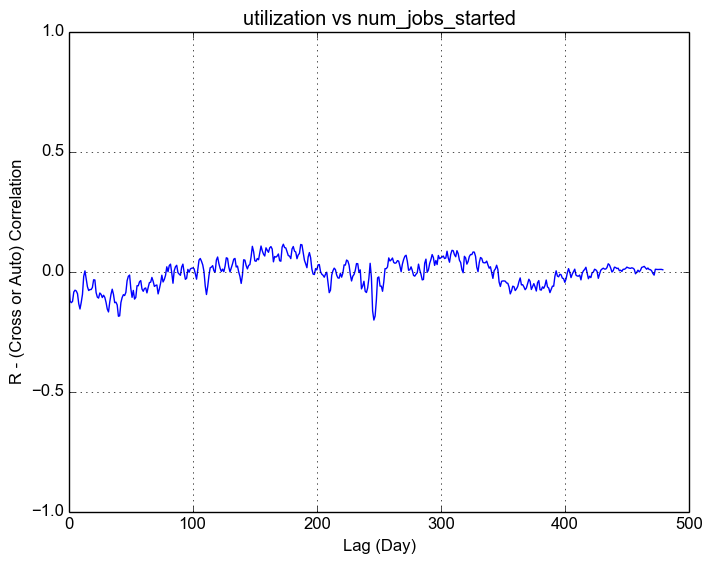 utilization vs num_jobs_started
1.0
0.5
0.0
−0.5
−1.0
R - (Cross or Auto) Correlation
0 100 200 300 400 500
Lag (Day)